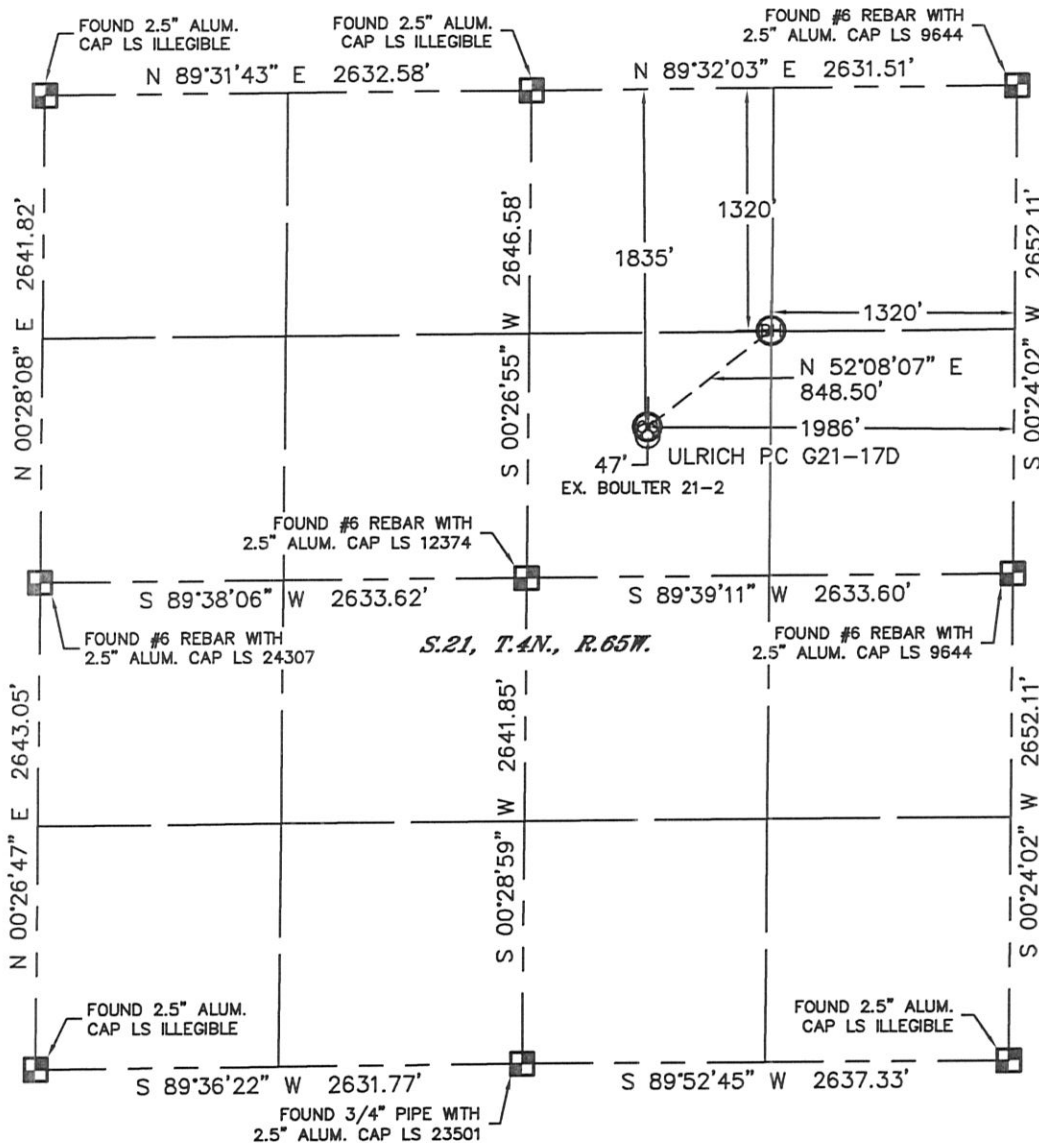 FOUND 2.5" ALUM.
CAP LS ILLEGIBLE
FOUND 2.5" ALUM.
CAP LS ILLEGIBLE
FOUND #6 REBAR WITH
2.5" ALUM. CAP LS 9644
N 89°31'43" E 2632.58'
N 89°32'03" E 2631.51'
N 00°28'08" E 2641.82'
S 00°26'55" W 2646.58'
S 00°24'02" W 2652.11'
1320'
1835'
1320'
BH
N 52°08'07" E
848.50'
1986'
47'
ULRICH PC G21-17D
EX. BOULTER 21-2
FOUND #6 REBAR WITH
2.5" ALUM. CAP LS 12374
S 89°38'06" W 2633.62'
S 89°39'11" W 2633.60'
FOUND #6 REBAR WITH
2.5" ALUM. CAP LS 24307
S.21, T.4N., R.65W.
FOUND #6 REBAR WITH
2.5" ALUM. CAP LS 9644
N 00°26'47" E 2643.05'
S 00°28'59" W 2641.85'
S 00°24'02" W 2652.11'
FOUND 2.5" ALUM.
CAP LS ILLEGIBLE
FOUND 2.5" ALUM.
CAP LS ILLEGIBLE
S 89°36'22" W 2631.77'
S 89°52'45" W 2637.33'
FOUND 3/4" PIPE WITH
2.5" ALUM. CAP LS 23501